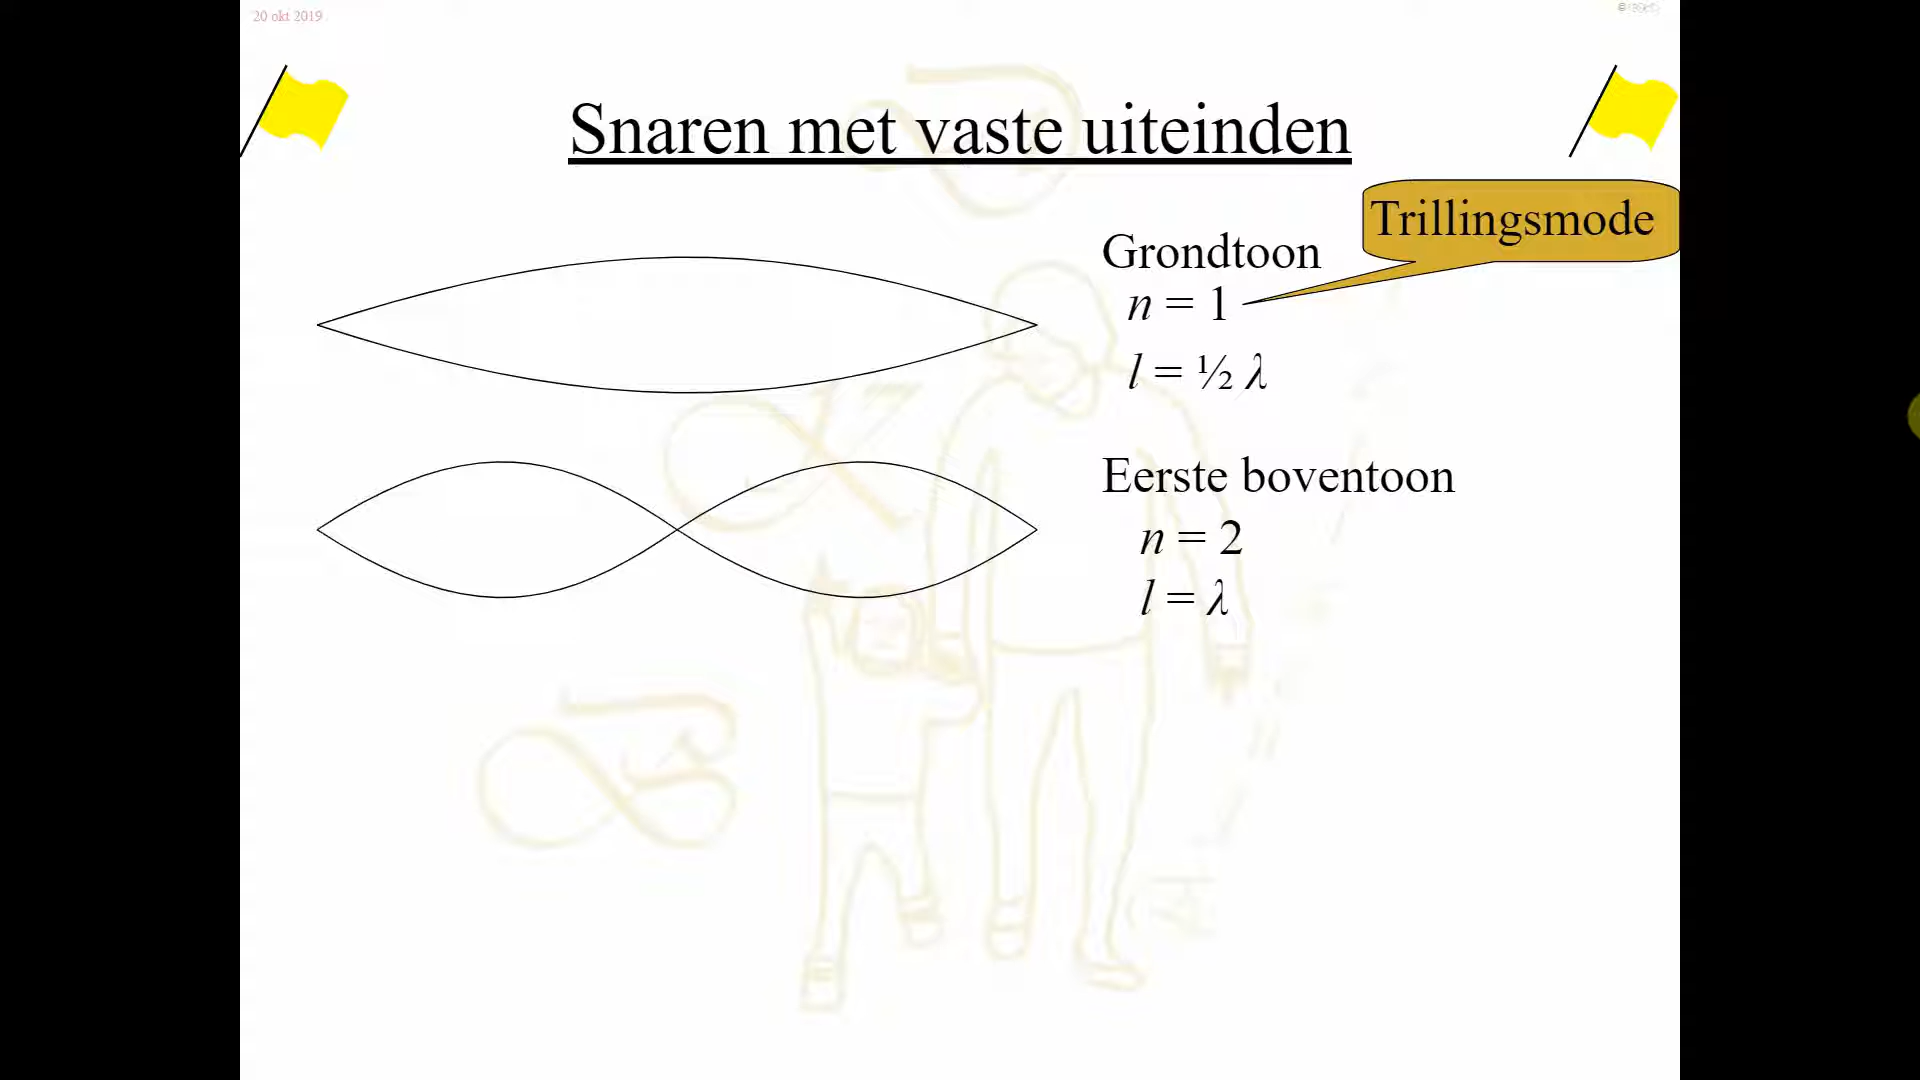 20 okt 2019
Snaren met vaste uiteinden
Trillingsmode
Grondtoon
n = 1
l = ½ λ
Eerste boventoon
n = 2
l = λ